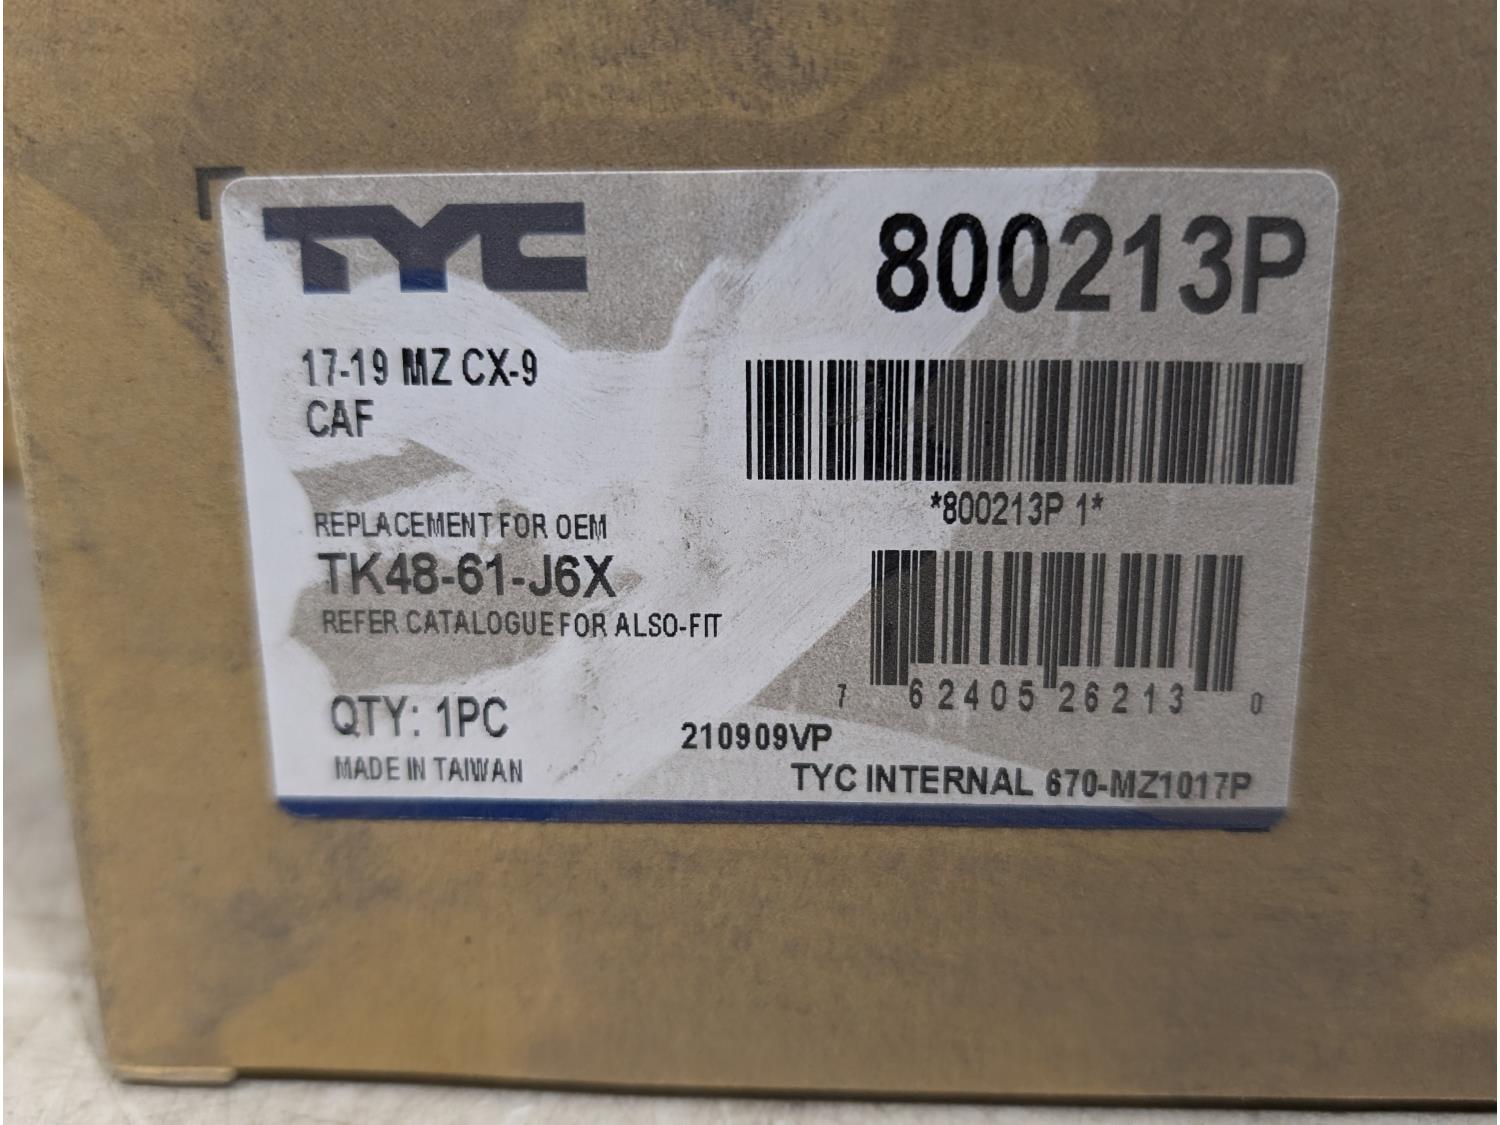 TYC
800213P
17-19 MZ CX-9
CAF
*800213P 1*
REPLACEMENT FOR OEM
TK48-61-J6X
REFER CATALOGUE FOR ALSO-FIT
7 62405 26213 0
QTY: 1PC
210909VP
MADE IN TAIWAN
TYC INTERNAL 670-MZ1017P